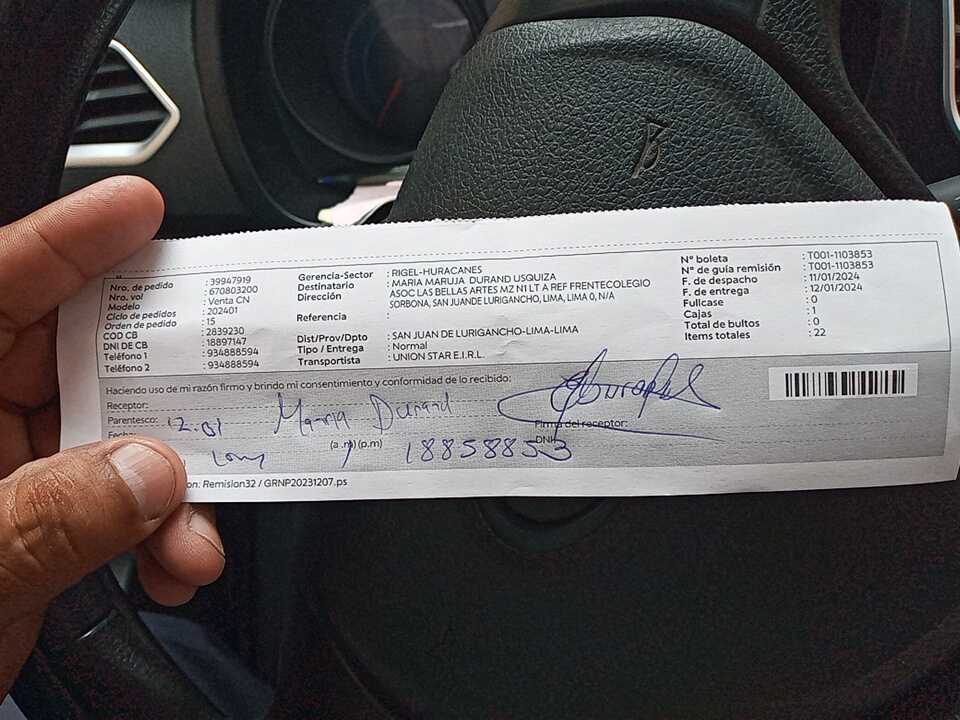 Nro. de pedido : 39947919
Nro. vol : 670803200
Modelo : Venta CN
Ciclo de pedidos : 202401
Orden de pedido : 15
COD CB : 2839230
DNI DE CB : 18897147
Teléfono 1 : 934888594
Teléfono 2 : 934888594
Gerencia-Sector : RIGEL-HURACANES
Destinatario : MARIA MARUJA DURAND USQUIZA
Dirección : ASOC LAS BELLAS ARTES MZ N1 LT A REF FRENTECOLEGIO
SORBONA, SAN JUANDE LURIGANCHO, LIMA, LIMA 0, N/A
Referencia :
Dist/Prov/Dpto : SAN JUAN DE LURIGANCHO-LIMA-LIMA
Tipo / Entrega : Normal
Transportista : UNION STAR E.I.R.L.
N° boleta : T001-1103853
N° de guía remisión : T001-1103853
F. de despacho : 11/01/2024
F. de entrega : 12/01/2024
Fullcase : 0
Cajas : 1
Total de bultos : 0
Items totales : 22
Haciendo uso de mi razón firmo y brindo mi consentimiento y conformidad de lo recibido:
Receptor: Maria Durand
Parentesco:
Firma del receptor:
Fecha: 12.01
(a.m) (p.m)
DNI: 18858853
on: Remision32 / GRNP20231207.ps